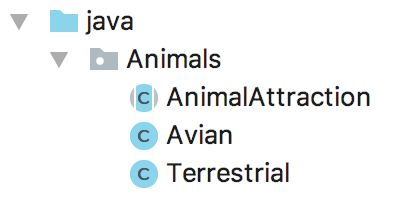 java
Animals
C AnimalAttraction
C Avian
C Terrestrial